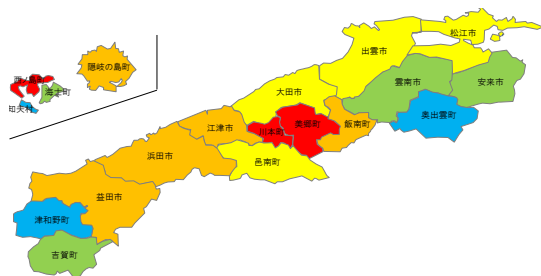 松江市
出雲市
隠岐の島町
西ノ島町
海士町
知夫村
安来市
雲南市
大田市
奥出雲町
美郷町
飯南町
川本町
江津市
邑南町
浜田市
益田市
津和野町
吉賀町